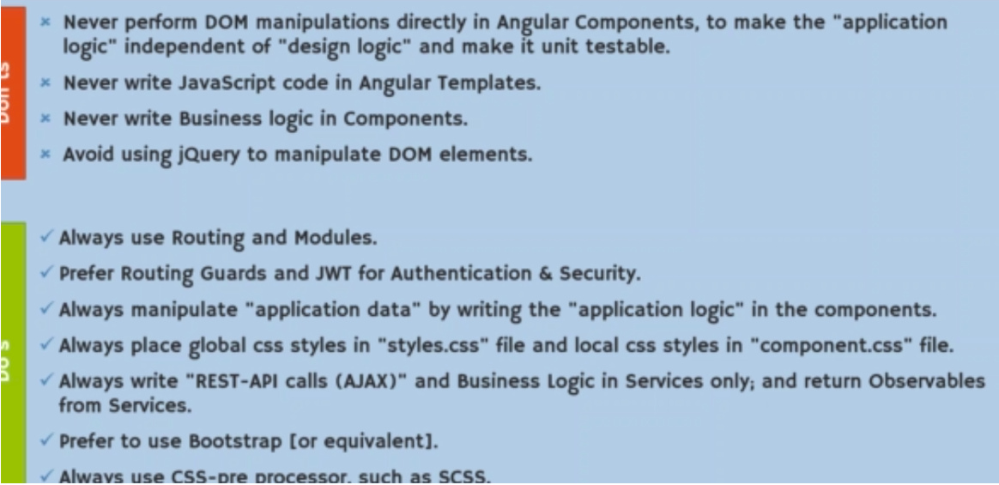 Don'ts
× Never perform DOM manipulations directly in Angular Components, to make the "application
logic" independent of "design logic" and make it unit testable.
× Never write JavaScript code in Angular Templates.
× Never write Business logic in Components.
× Avoid using jQuery to manipulate DOM elements.
Do's
✓ Always use Routing and Modules.
✓ Prefer Routing Guards and JWT for Authentication & Security.
✓ Always manipulate "application data" by writing the "application logic" in the components.
✓ Always place global css styles in "styles.css" file and local css styles in "component.css" file.
✓ Always write "REST-API calls (AJAX)" and Business Logic in Services only; and return Observables
from Services.
✓ Prefer to use Bootstrap [or equivalent].
✓ Always use CSS-pre processor, such as SCSS.